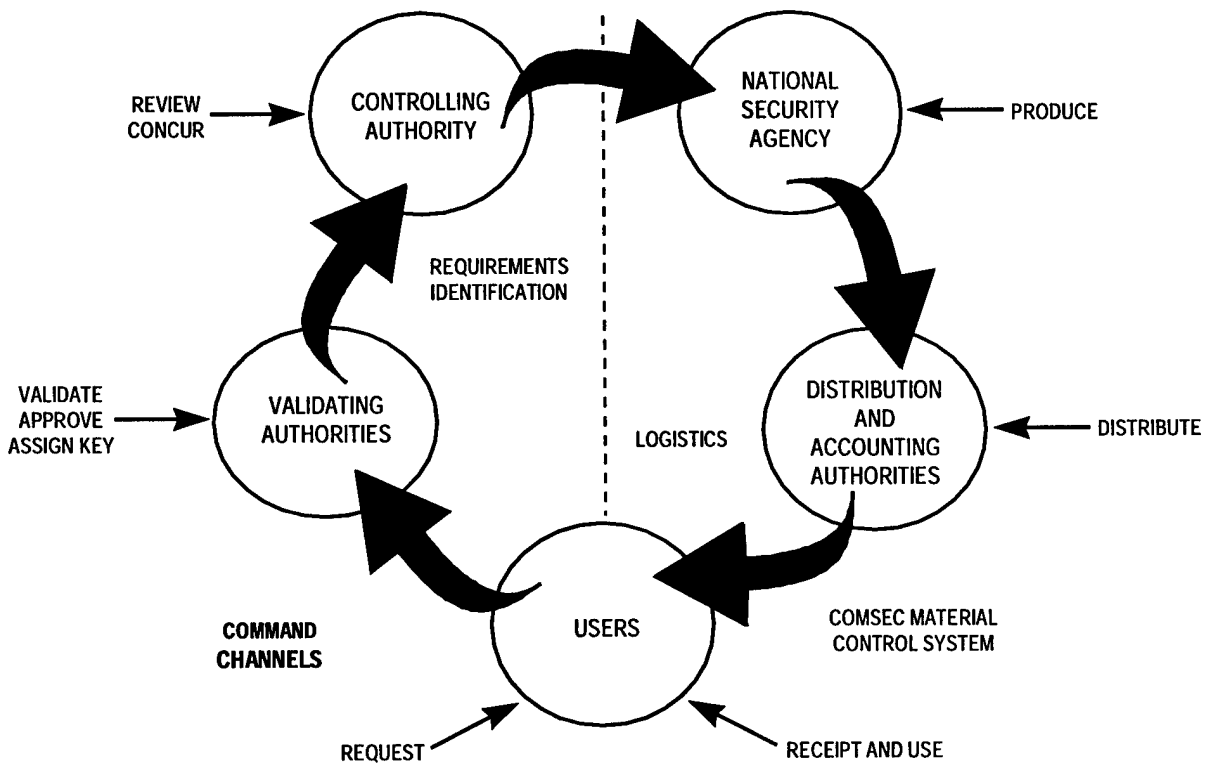 REVIEW
CONCUR
CONTROLLING
AUTHORITY
NATIONAL
SECURITY
AGENCY
PRODUCE
REQUIREMENTS
IDENTIFICATION
VALIDATE
APPROVE
ASSIGN KEY
VALIDATING
AUTHORITIES
LOGISTICS
DISTRIBUTION
AND
ACCOUNTING
AUTHORITIES
DISTRIBUTE
COMMAND
CHANNELS
USERS
COMSEC MATERIAL
CONTROL SYSTEM
REQUEST
RECEIPT AND USE